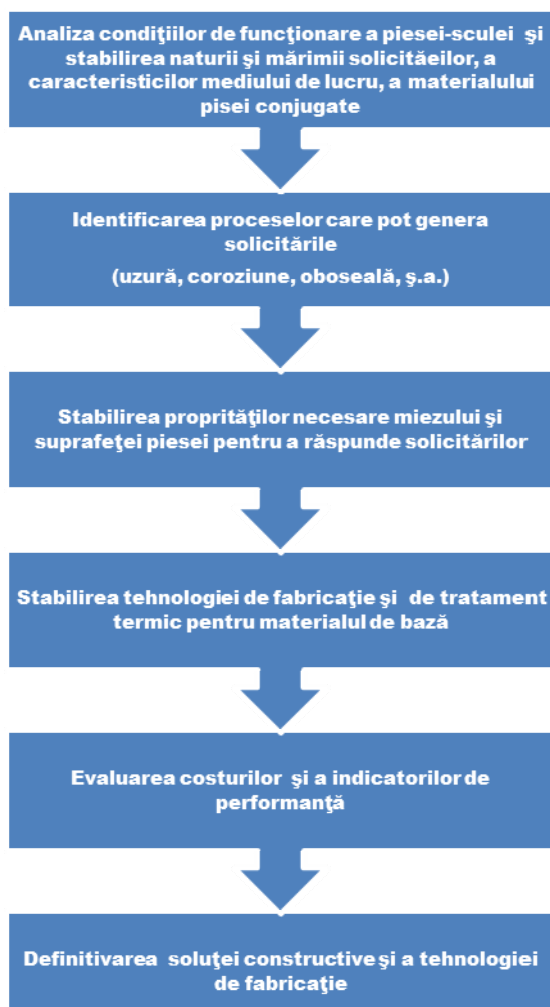 Analiza condiţiilor de funcţionare a piesei-sculei şi
stabilirea naturii şi mărimii solicităeilor, a
caracteristicilor mediului de lucru, a materialului
pisei conjugate
Identificarea proceselor care pot genera
solicitările
(uzură, coroziune, oboseală, ş.a.)
Stabilirea proprităţilor necesare miezului şi
suprafeţei piesei pentru a răspunde solicitărilor
Stabilirea tehnologiei de fabricaţie şi de tratament
termic pentru materialul de bază
Evaluarea costurilor şi a indicatorilor de
performanţă
Definitivarea soluţei constructive şi a tehnologiei
de fabricaţie